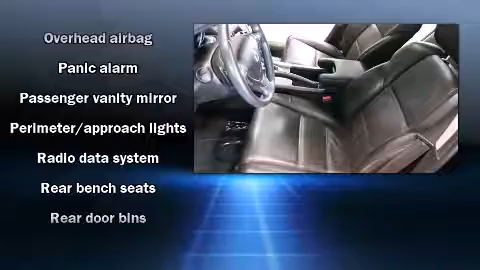 Overhead airbag
Panic alarm
Passenger vanity mirror
Perimeter/approach lights
Radio data system
Rear bench seats
Rear door bins